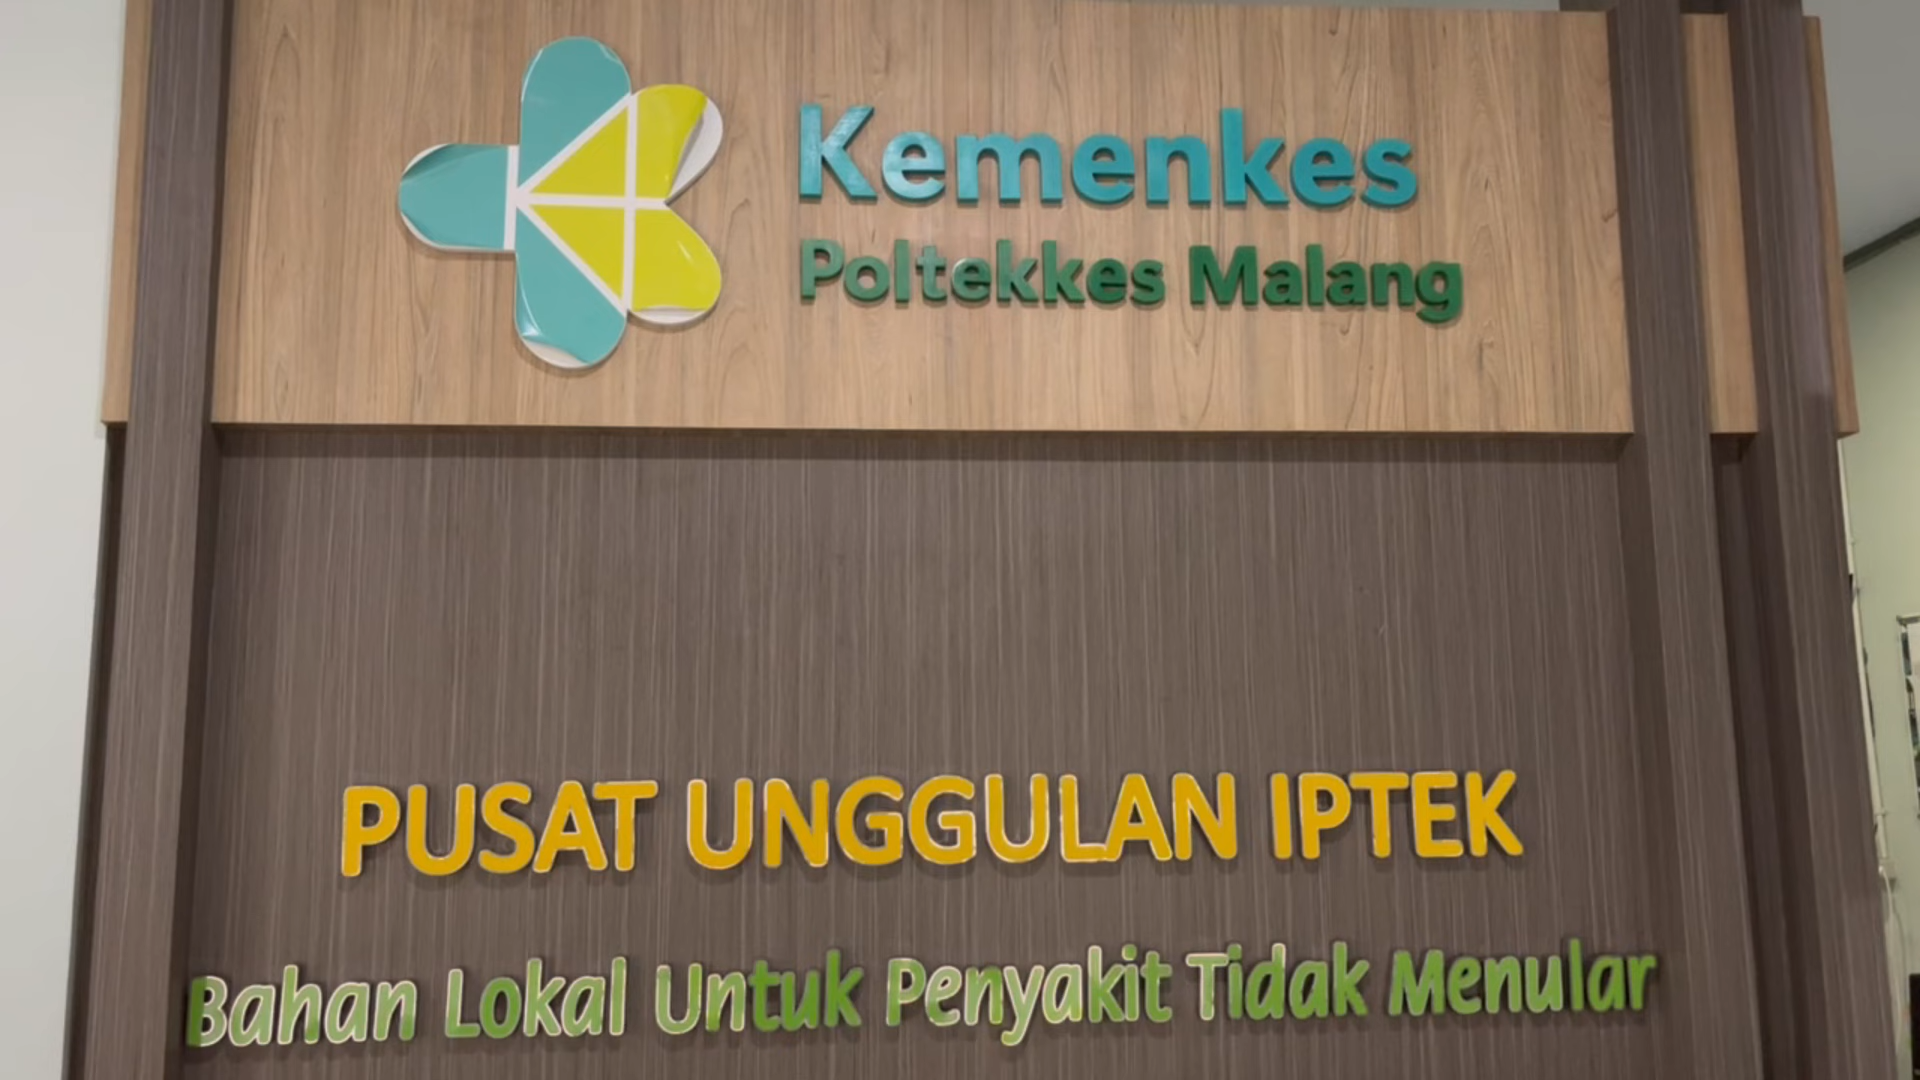 Kemenkes
Poltekkes Malang
PUSAT UNGGULAN IPTEK
Bahan Lokal Untuk Penyakit Tidak Menular